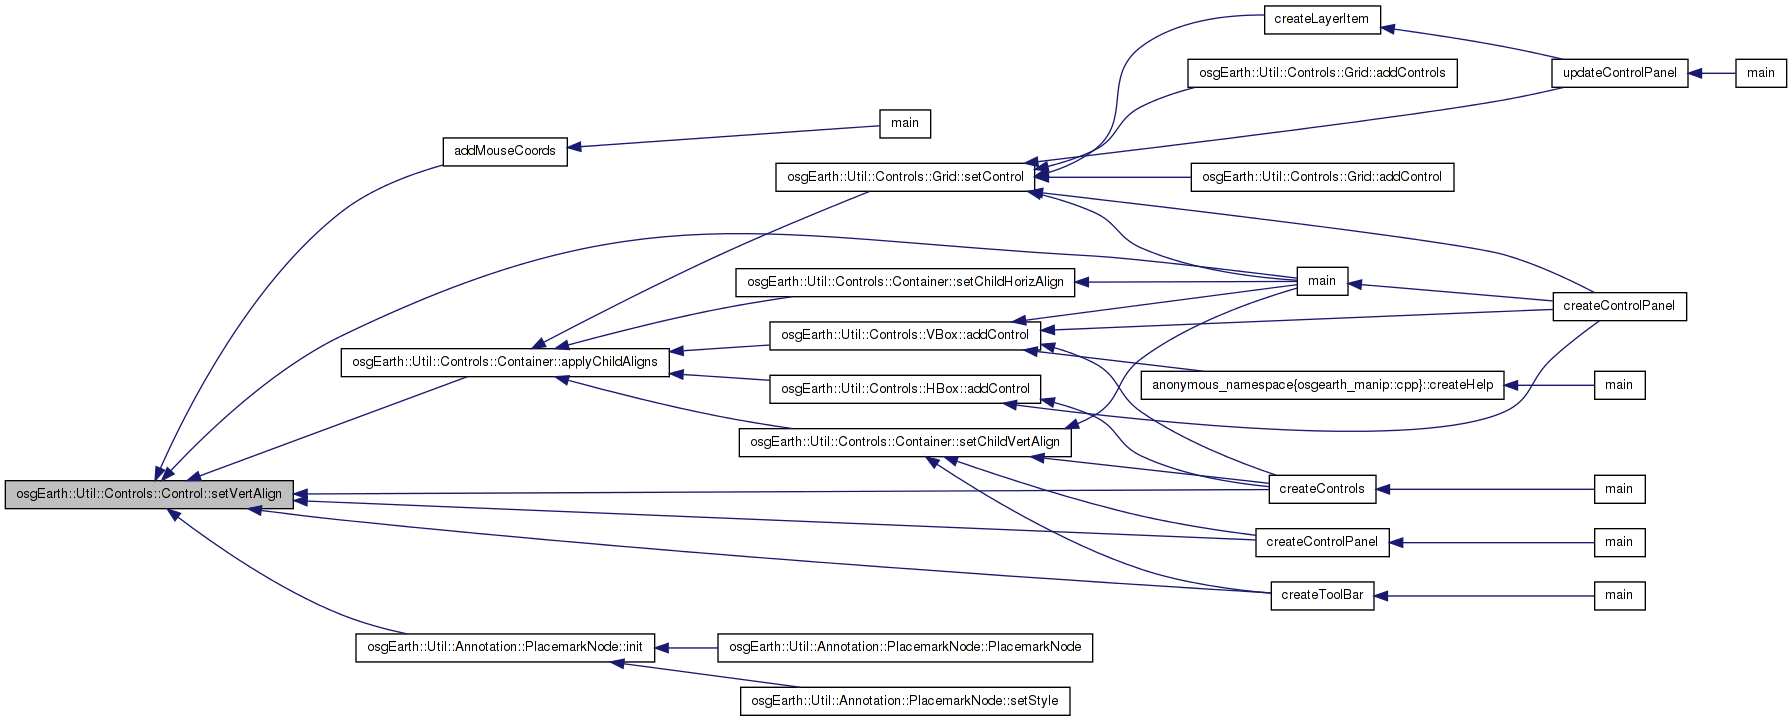 createLayerItem
osgEarth::Util::Controls::Grid::addControls
updateControlPanel
main
main
addMouseCoords
osgEarth::Util::Controls::Grid::setControl
osgEarth::Util::Controls::Grid::addControl
osgEarth::Util::Controls::Container::setChildHorizAlign
main
createControlPanel
osgEarth::Util::Controls::VBox::addControl
osgEarth::Util::Controls::Container::applyChildAligns
osgEarth::Util::Controls::HBox::addControl
anonymous_namespace{osgearth_manip::cpp}::createHelp
main
osgEarth::Util::Controls::Container::setChildVertAlign
osgEarth::Util::Controls::Control::setVertAlign
createControls
main
createControlPanel
main
createToolBar
main
osgEarth::Util::Annotation::PlacemarkNode::init
osgEarth::Util::Annotation::PlacemarkNode::PlacemarkNode
osgEarth::Util::Annotation::PlacemarkNode::setStyle